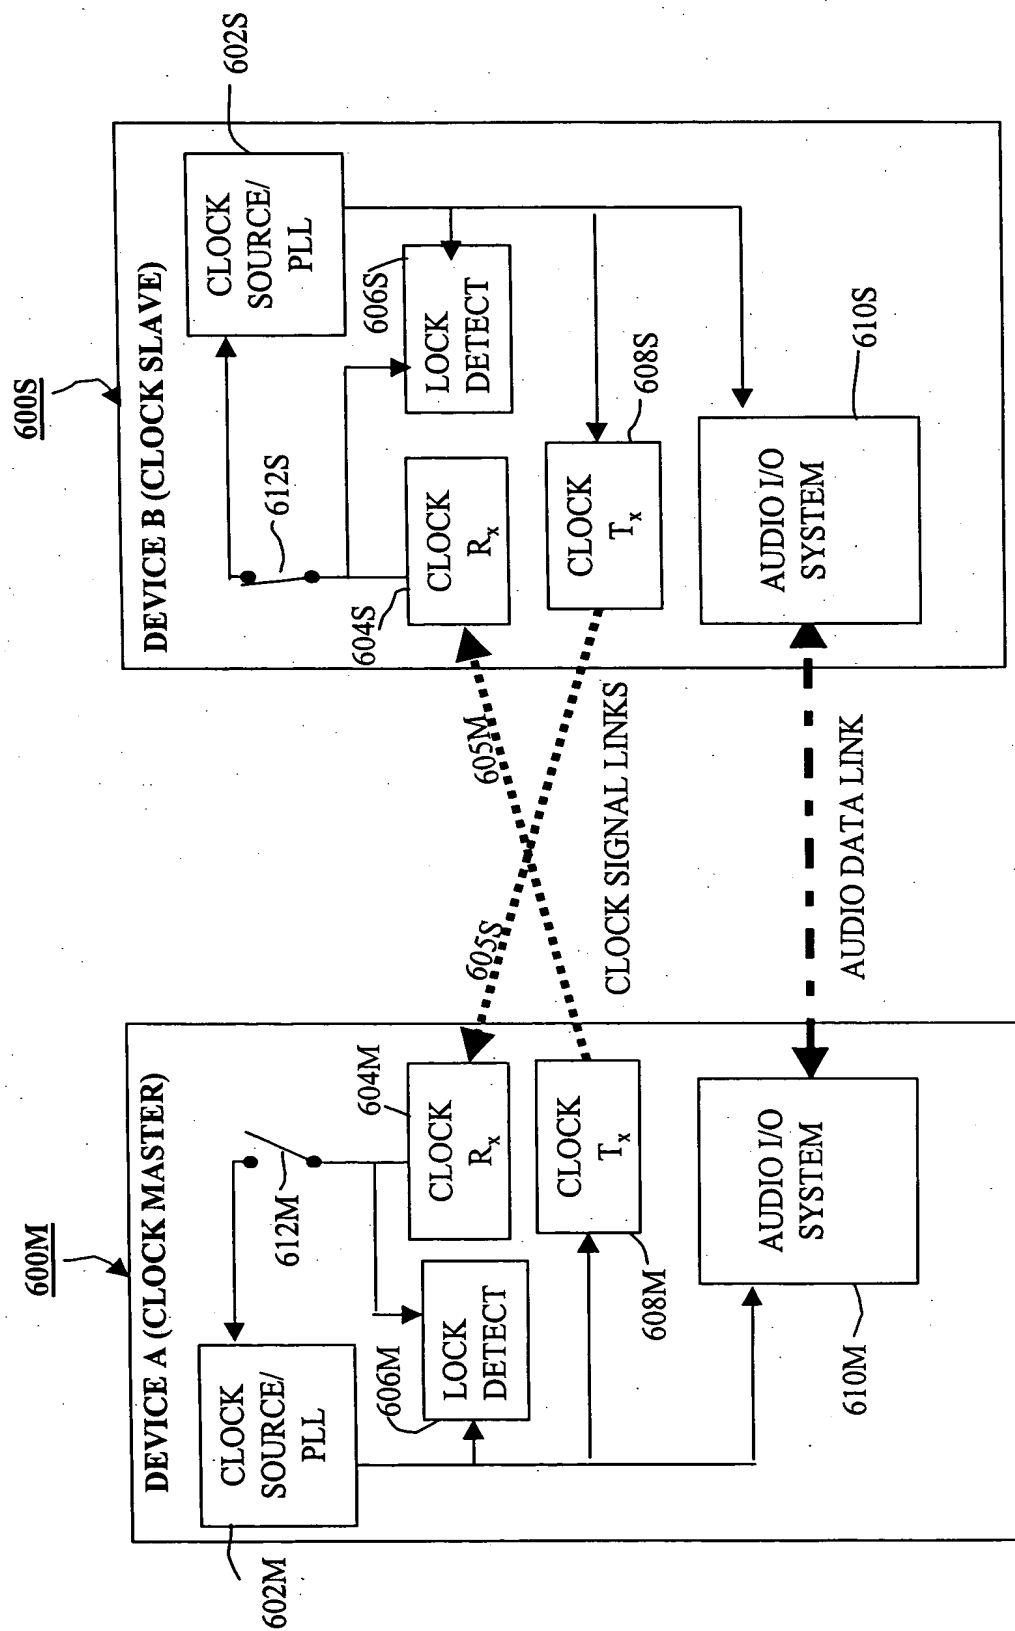 600M
DEVICE A (CLOCK MASTER)
602M
CLOCK
SOURCE/
PLL
612M
606M
LOCK
DETECT
604M
CLOCK
Rx
CLOCK
Tx
608M
AUDIO I/O
SYSTEM
610M
605S
605M
CLOCK SIGNAL LINKS
AUDIO DATA LINK
600S
DEVICE B (CLOCK SLAVE)
602S
CLOCK
SOURCE/
PLL
612S
606S
LOCK
DETECT
604S
CLOCK
Rx
CLOCK
Tx
608S
AUDIO I/O
SYSTEM
610S